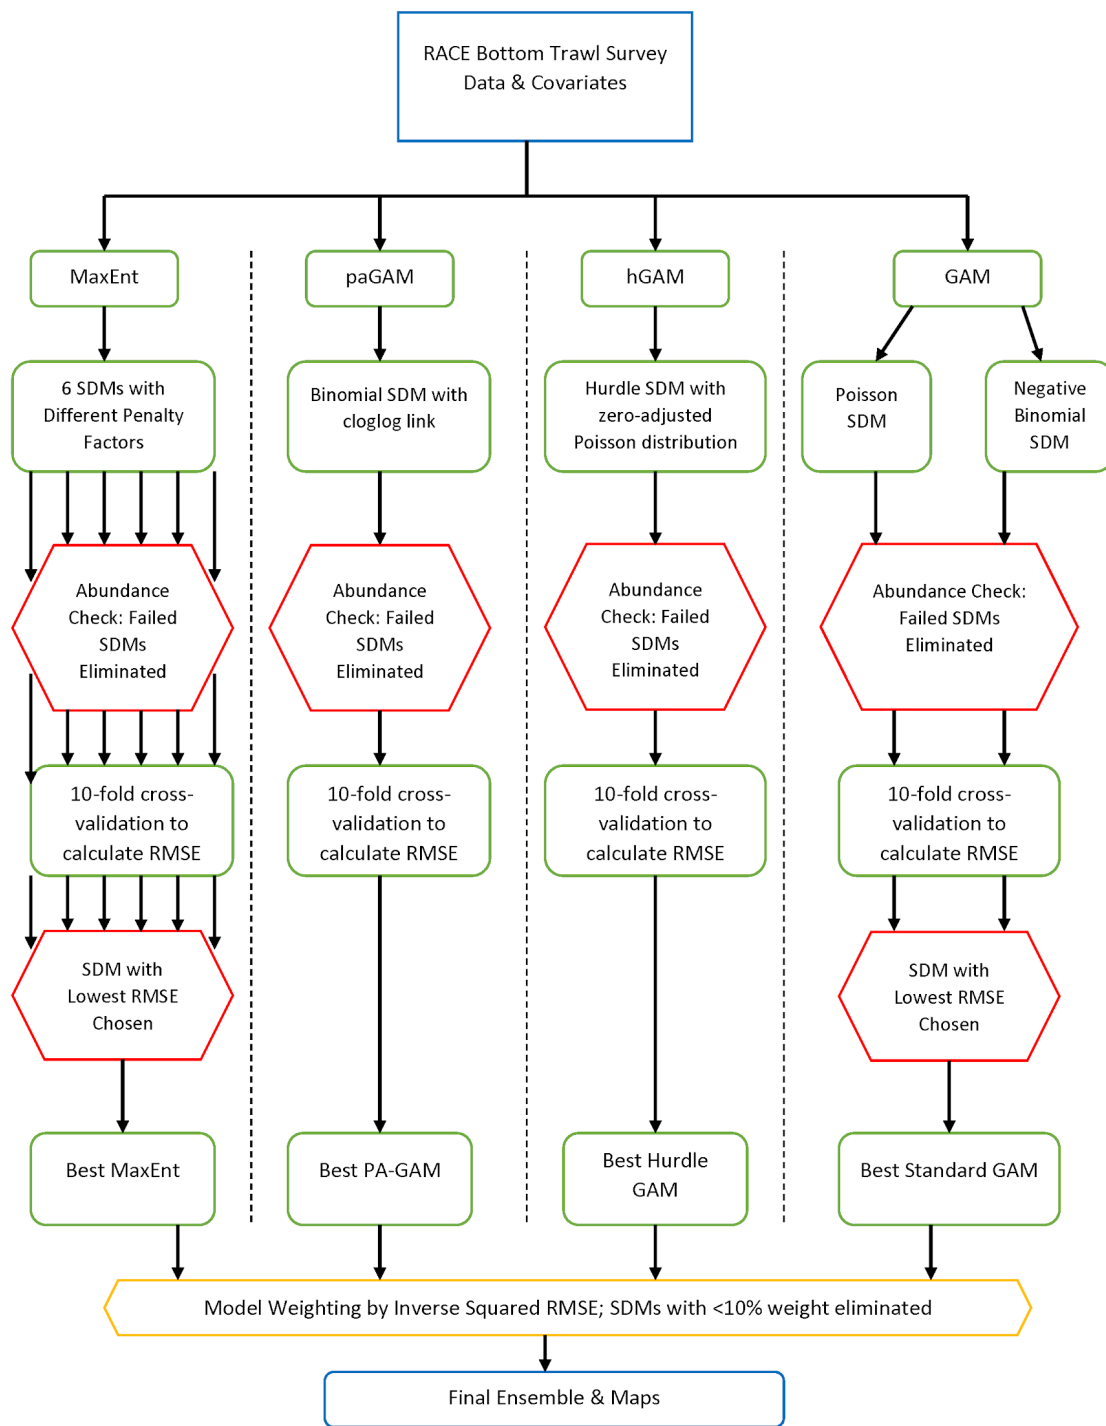 RACE Bottom Trawl Survey
Data & Covariates
MaxEnt
paGAM
hGAM
GAM
6 SDMs with
Different Penalty
Factors
Binomial SDM with
cloglog link
Hurdle SDM with
zero-adjusted
Poisson distribution
Poisson
SDM
Negative
Binomial
SDM
Abundance
Check: Failed
SDMs
Eliminated
Abundance
Check: Failed
SDMs
Eliminated
Abundance
Check: Failed
SDMs
Eliminated
Abundance Check:
Failed SDMs
Eliminated
10-fold cross-
validation to
calculate RMSE
10-fold cross-
validation to
calculate RMSE
10-fold cross-
validation to
calculate RMSE
10-fold cross-
validation to
calculate RMSE
SDM with
Lowest RMSE
Chosen
SDM with
Lowest RMSE
Chosen
Best MaxEnt
Best PA-GAM
Best Hurdle
GAM
Best Standard GAM
Model Weighting by Inverse Squared RMSE; SDMs with <10% weight eliminated
Final Ensemble & Maps